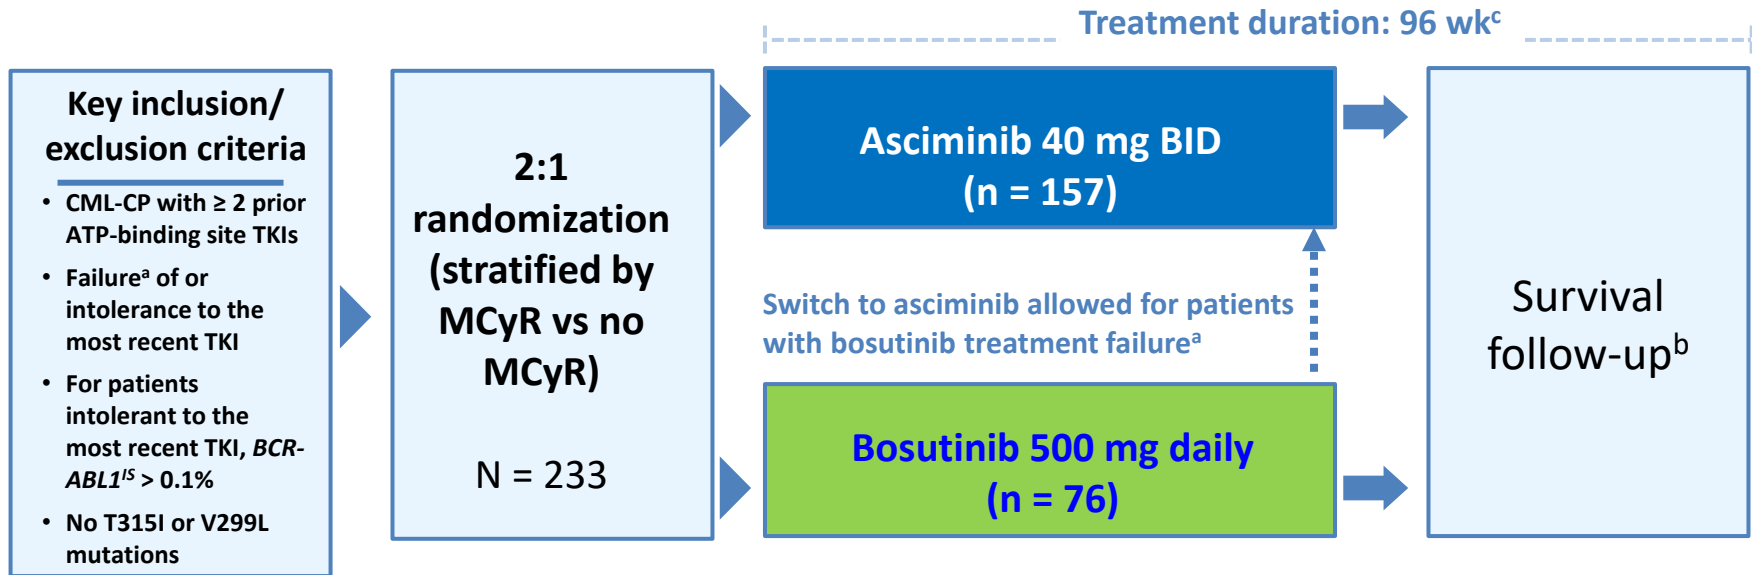 Treatment duration: 96 wkᶜ
Key inclusion/
exclusion criteria
• CML-CP with ≥ 2 prior
ATP-binding site TKIs
• Failureᵃ of or
intolerance to the
most recent TKI
• For patients
intolerant to the
most recent TKI, BCR-
ABL1ᴵˢ > 0.1%
• No T315I or V299L
mutations
2:1
randomization
(stratified by
MCyR vs no
MCyR)
N = 233
Asciminib 40 mg BID
(n = 157)
Switch to asciminib allowed for patients
with bosutinib treatment failureᵃ
Bosutinib 500 mg daily
(n = 76)
Survival
follow-upᵇ